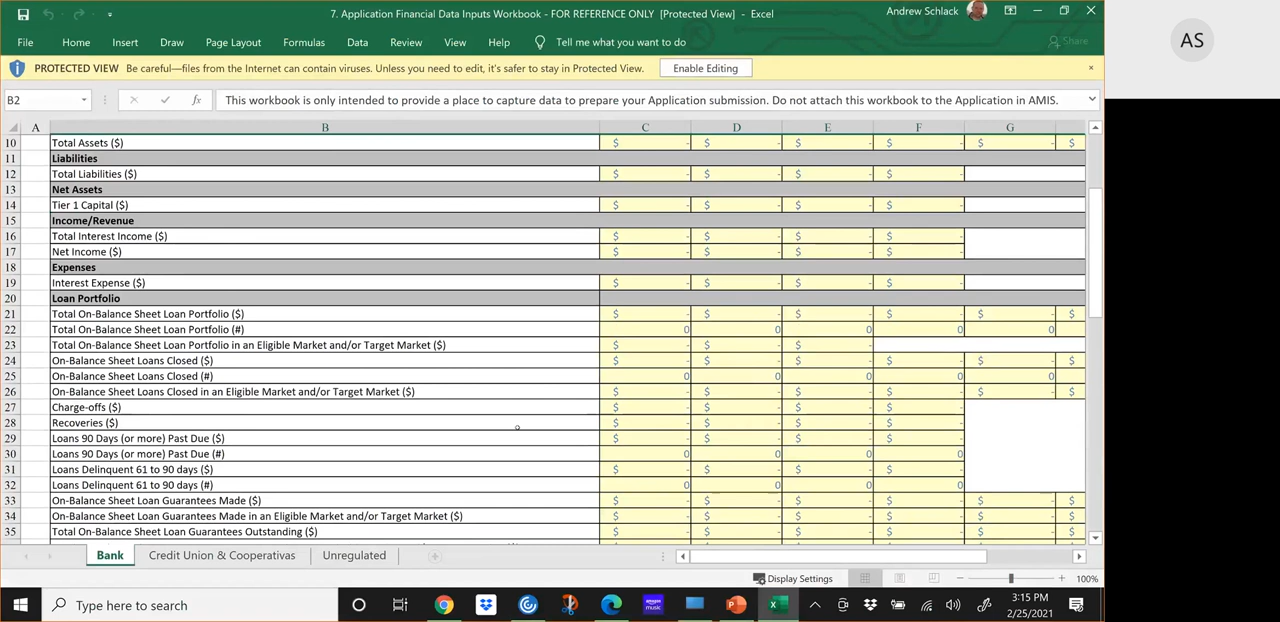 7. Application Financial Data Inputs Workbook - FOR REFERENCE ONLY [Protected View] - Excel
Andrew Schlack
File Home Insert Draw Page Layout Formulas Data Review View Help Tell me what you want to do Share
PROTECTED VIEW Be careful—files from the Internet can contain viruses. Unless you need to edit, it's safer to stay in Protected View. Enable Editing
B2 fx This workbook is only intended to provide a place to capture data to prepare your Application submission. Do not attach this workbook to the Application in AMIS.
A B C D E F G
10 Total Assets ($) $ - $ - $ - $ - $ - $
11 Liabilities
12 Total Liabilities ($) $ - $ - $ - $ -
13 Net Assets
14 Tier 1 Capital ($) $ - $ - $ - $ -
15 Income/Revenue
16 Total Interest Income ($) $ - $ - $ - $ -
17 Net Income ($) $ - $ - $ - $ -
18 Expenses
19 Interest Expense ($) $ - $ - $ - $ -
20 Loan Portfolio
21 Total On-Balance Sheet Loan Portfolio ($) $ - $ - $ - $ - $ - $
22 Total On-Balance Sheet Loan Portfolio (#) 0 0 0 0 0
23 Total On-Balance Sheet Loan Portfolio in an Eligible Market and/or Target Market ($) $ - $ - $ -
24 On-Balance Sheet Loans Closed ($) $ - $ - $ - $ - $ - $
25 On-Balance Sheet Loans Closed (#) 0 0 0 0 0
26 On-Balance Sheet Loans Closed in an Eligible Market and/or Target Market ($) $ - $ - $ - $ - $ - $
27 Charge-offs ($) $ - $ - $ - $ -
28 Recoveries ($) $ - $ - $ - $ -
29 Loans 90 Days (or more) Past Due ($) $ - $ - $ - $ -
30 Loans 90 Days (or more) Past Due (#) 0 0 0 0
31 Loans Delinquent 61 to 90 days ($) $ - $ - $ - $ -
32 Loans Delinquent 61 to 90 days (#) 0 0 0 0
33 On-Balance Sheet Loan Guarantees Made ($) $ - $ - $ - $ - $ - $
34 On-Balance Sheet Loan Guarantees Made in an Eligible Market and/or Target Market ($) $ - $ - $ - $ - $ - $
35 Total On-Balance Sheet Loan Guarantees Outstanding ($) $ - $ - $ - $ - $ - $
Bank Credit Union & Cooperativas Unregulated
Display Settings 100%
Type here to search
amazon music
3:15 PM
2/25/2021
AS